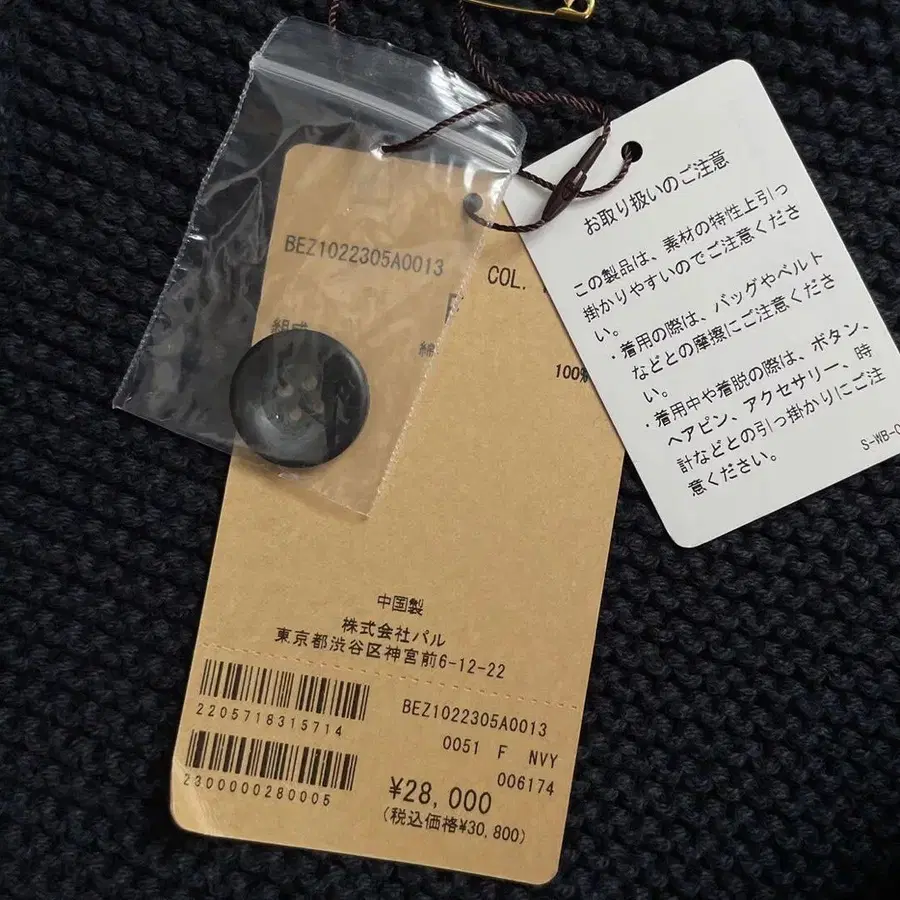 BEZ1022305A0013
COL.
F
組成
綿
100%
中国製
株式会社パル
東京都渋谷区神宮前6-12-22
2205718315714
2300000280005
BEZ1022305A0013
0051 F NVY
006174
¥28,000
(税込価格¥30,800)
お取り扱いのご注意
この製品は、素材の特性上引っ
掛かりやすいのでご注意くださ
い。
・着用の際は、バッグやベルト
などとの摩擦にご注意くださ
い。
・着用中や着脱の際は、ボタン、
ヘアピン、アクセサリー、時
計などとの引っ掛かりにご注
意ください。
S-WB-0